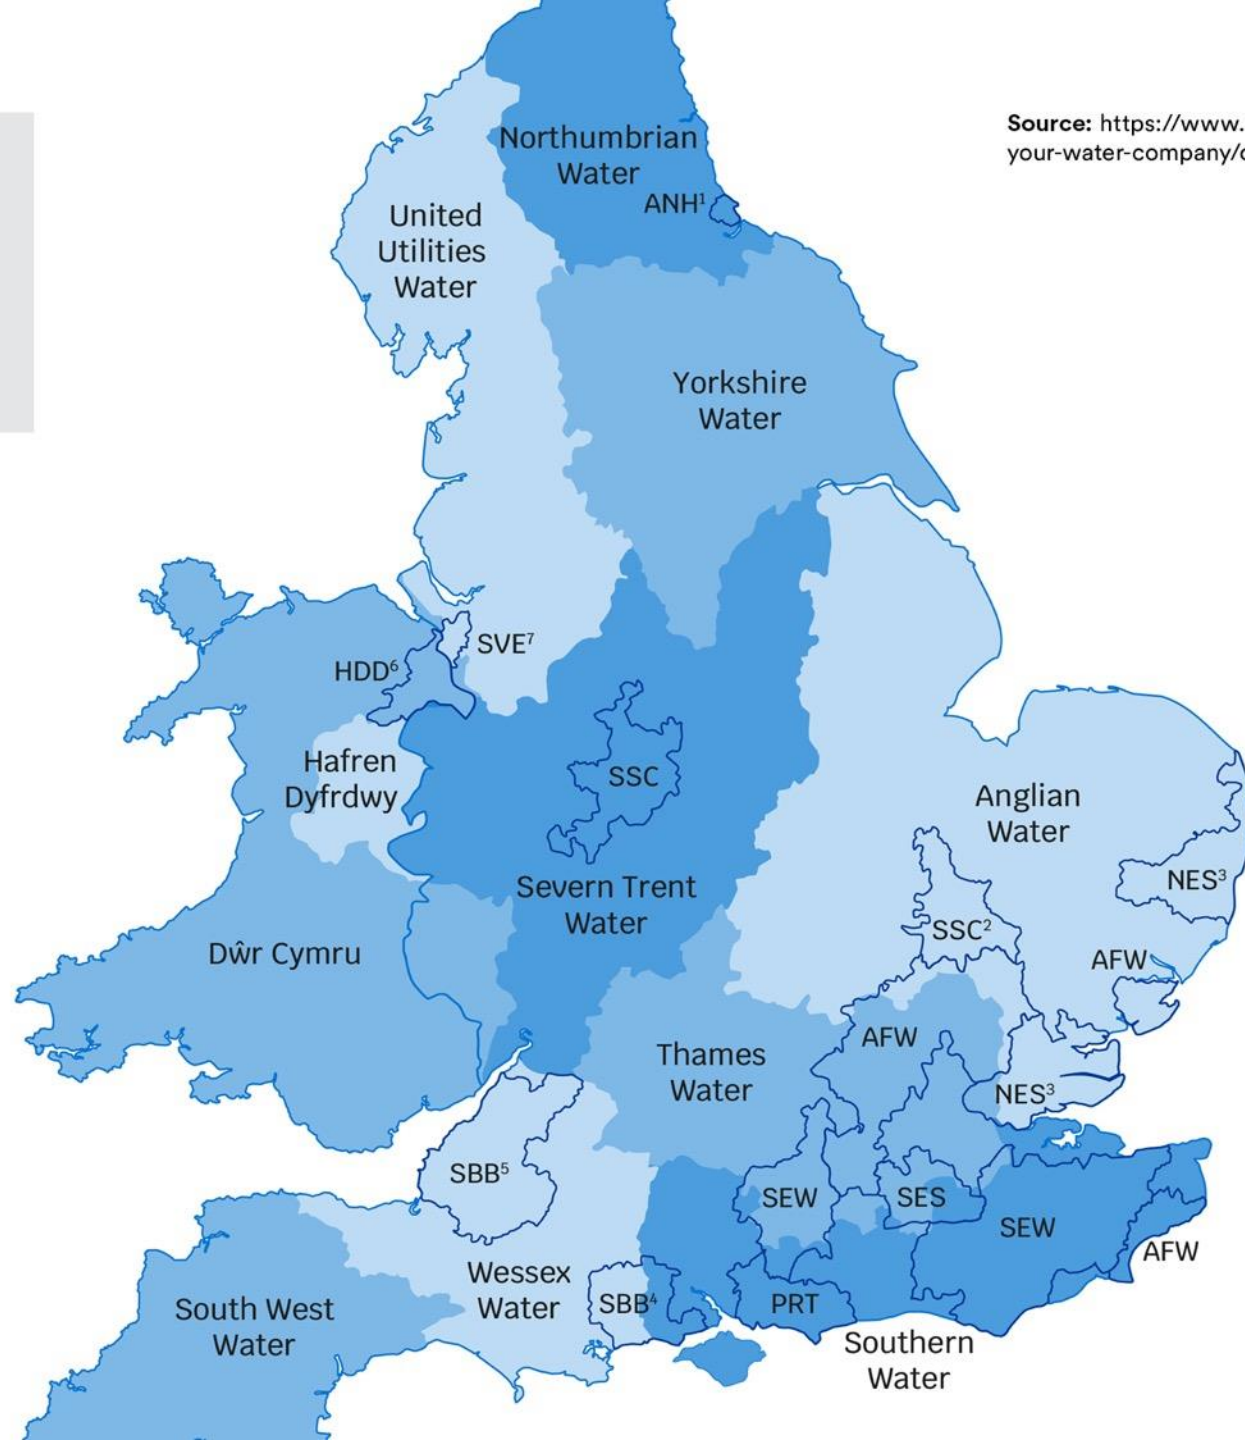 Source: https://www.
your-water-company/
Northumbrian
Water
ANH¹
United
Utilities
Water
Yorkshire
Water
SVE⁷
HDD⁶
Hafren
Dyfrdwy
SSC
Anglian
Water
Severn Trent
Water
NES³
SSC²
Dŵr Cymru
AFW
AFW
Thames
Water
NES³
SBB⁵
SEW
SES
SEW
AFW
Wessex
Water
SBB⁴
PRT
South West
Water
Southern
Water